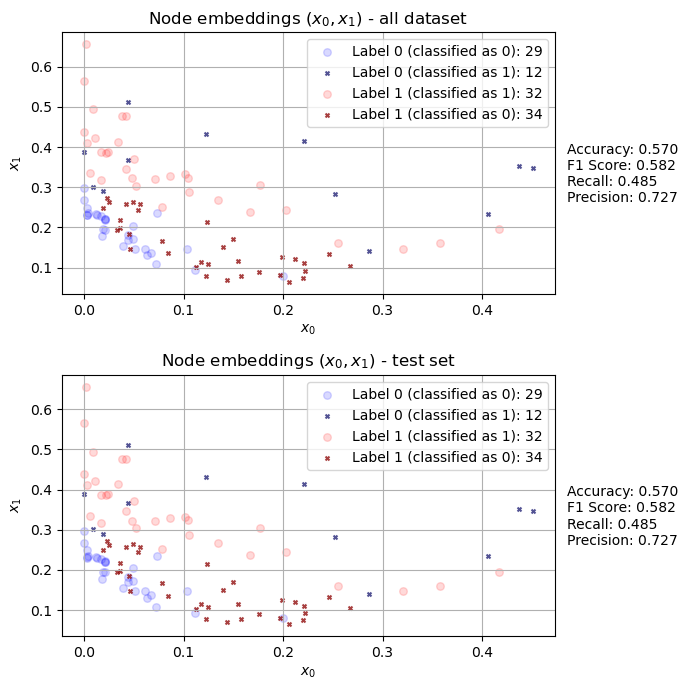 Node embeddings (x₀, x₁) - all dataset
Label 0 (classified as 0): 29
Label 0 (classified as 1): 12
Label 1 (classified as 1): 32
Label 1 (classified as 0): 34
0.6
0.5
0.4
0.3
0.2
0.1
x₁
0.0 0.1 0.2 0.3 0.4
x₀
Accuracy: 0.570
F1 Score: 0.582
Recall: 0.485
Precision: 0.727
Node embeddings (x₀, x₁) - test set
Label 0 (classified as 0): 29
Label 0 (classified as 1): 12
Label 1 (classified as 1): 32
Label 1 (classified as 0): 34
0.6
0.5
0.4
0.3
0.2
0.1
x₁
0.0 0.1 0.2 0.3 0.4
x₀
Accuracy: 0.570
F1 Score: 0.582
Recall: 0.485
Precision: 0.727